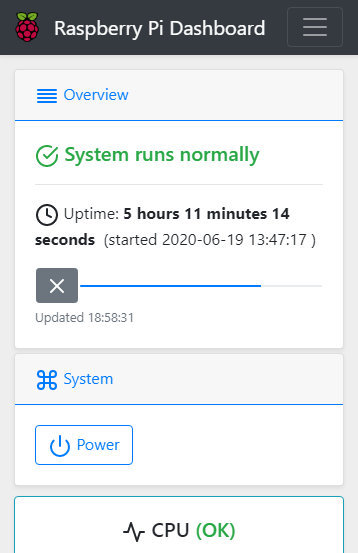 Raspberry Pi Dashboard
Overview
System runs normally
Uptime: 5 hours 11 minutes 14
seconds (started 2020-06-19 13:47:17 )
Updated 18:58:31
System
Power
CPU (OK)